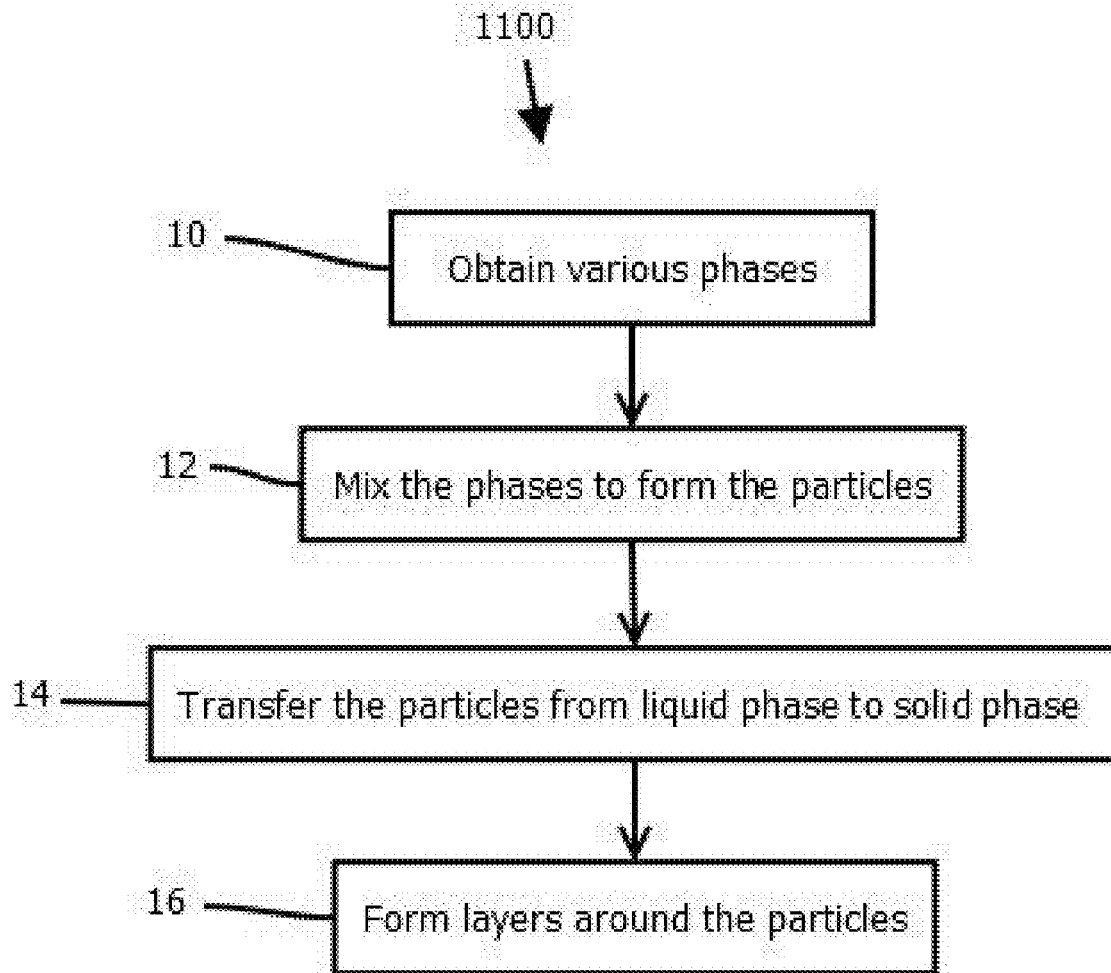 1100
10
Obtain various phases
12
Mix the phases to form the particles
14
Transfer the particles from liquid phase to solid phase
16
Form layers around the particles